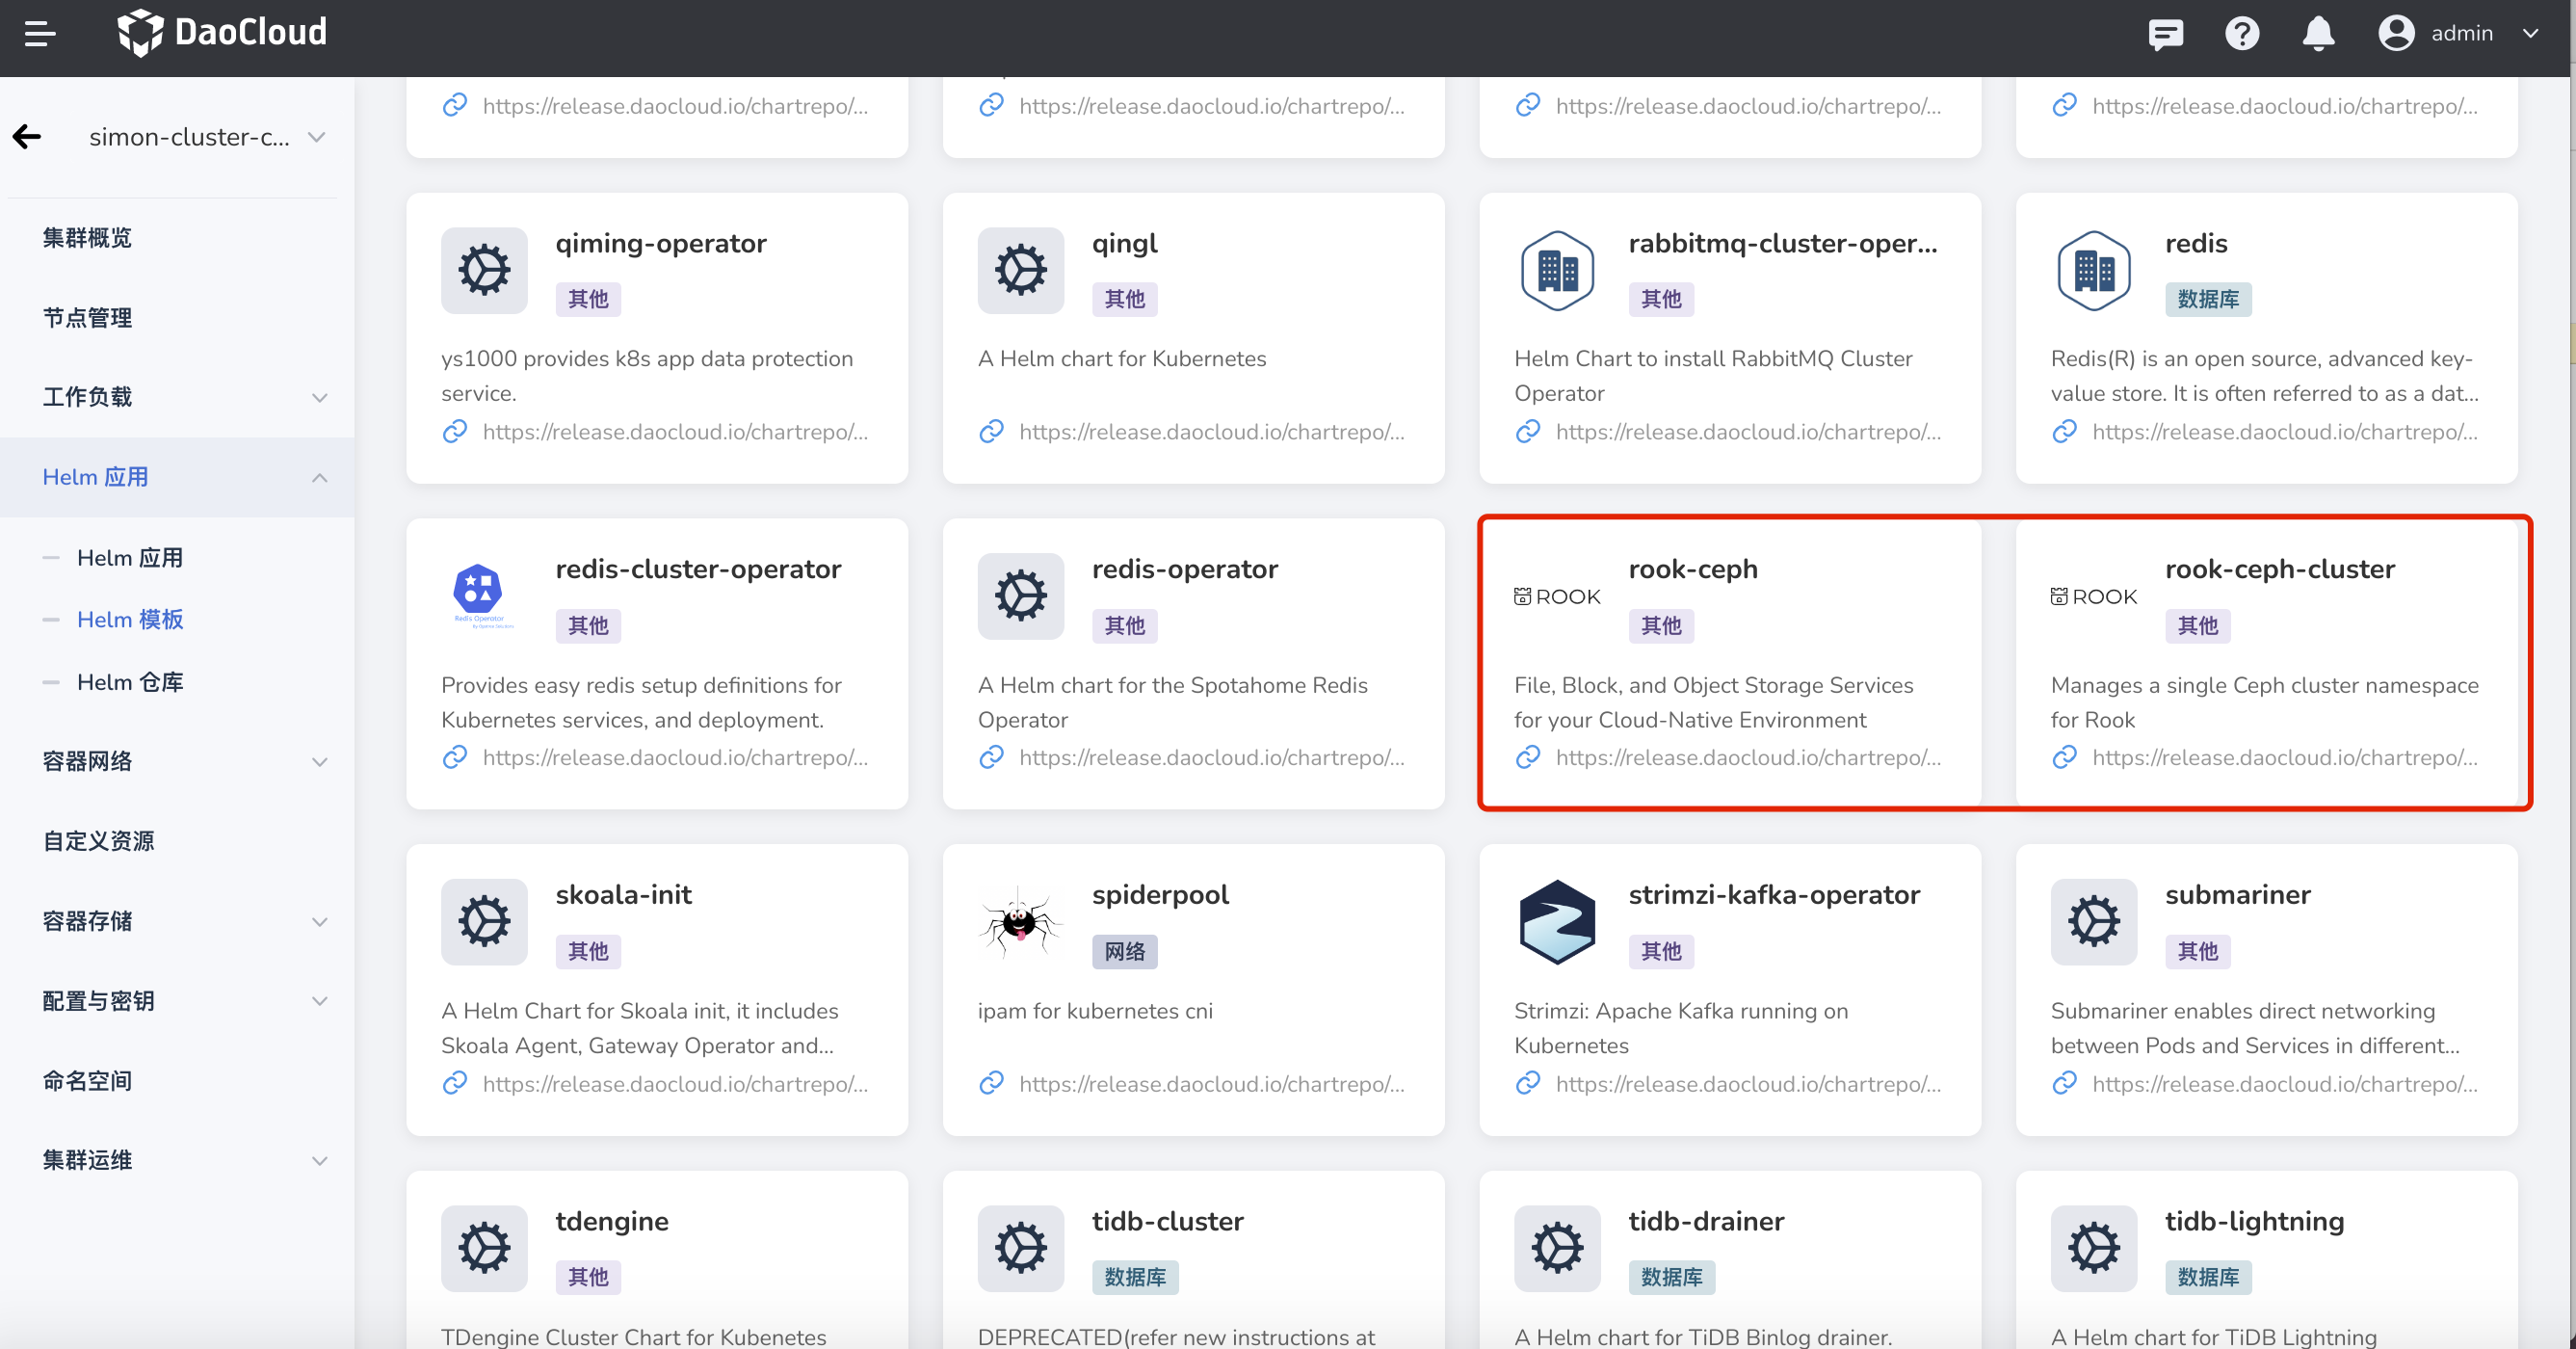 DaoCloud
admin
simon-cluster-c...
集群概览
节点管理
工作负载
Helm 应用
Helm 应用
Helm 模板
Helm 仓库
容器网络
自定义资源
容器存储
配置与密钥
命名空间
集群运维
https://release.daocloud.io/chartrepo/...
https://release.daocloud.io/chartrepo/...
https://release.daocloud.io/chartrepo/...
https://release.daocloud.io/chartrepo/...
qiming-operator
其他
ys1000 provides k8s app data protection
service.
https://release.daocloud.io/chartrepo/...
qingl
其他
A Helm chart for Kubernetes
https://release.daocloud.io/chartrepo/...
rabbitmq-cluster-oper...
其他
Helm Chart to install RabbitMQ Cluster
Operator
https://release.daocloud.io/chartrepo/...
redis
数据库
Redis(R) is an open source, advanced key-
value store. It is often referred to as a dat...
https://release.daocloud.io/chartrepo/...
Redis Operator
redis-cluster-operator
其他
Provides easy redis setup definitions for
Kubernetes services, and deployment.
https://release.daocloud.io/chartrepo/...
redis-operator
其他
A Helm chart for the Spotahome Redis
Operator
https://release.daocloud.io/chartrepo/...
ROOK
rook-ceph
其他
File, Block, and Object Storage Services
for your Cloud-Native Environment
https://release.daocloud.io/chartrepo/...
ROOK
rook-ceph-cluster
其他
Manages a single Ceph cluster namespace
for Rook
https://release.daocloud.io/chartrepo/...
skoala-init
其他
A Helm Chart for Skoala init, it includes
Skoala Agent, Gateway Operator and...
https://release.daocloud.io/chartrepo/...
spiderpool
网络
ipam for kubernetes cni
https://release.daocloud.io/chartrepo/...
strimzi-kafka-operator
其他
Strimzi: Apache Kafka running on
Kubernetes
https://release.daocloud.io/chartrepo/...
submariner
其他
Submariner enables direct networking
between Pods and Services in different...
https://release.daocloud.io/chartrepo/...
tdengine
其他
TDengine Cluster Chart for Kubenetes
tidb-cluster
数据库
DEPRECATED(refer new instructions at
tidb-drainer
数据库
A Helm chart for TiDB Binlog drainer.
tidb-lightning
数据库
A Helm chart for TiDB Lightning